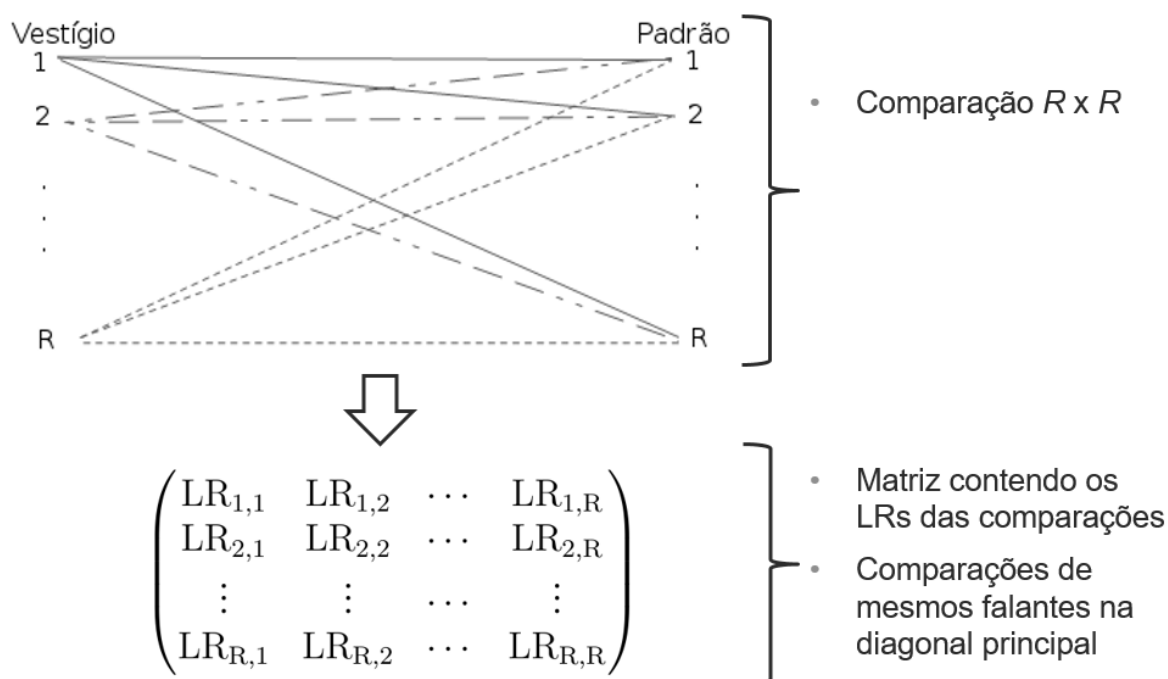 Vestígio Padrão
1 1
2 2
• Comparação R x R
. .
. .
. .
R R
LR1,1 LR1,2 ⋯ LR1,R
LR2,1 LR2,2 ⋯ LR2,R
⋮ ⋮ ⋯ ⋮
LRR,1 LRR,2 ⋯ LRR,R
• Matriz contendo os
LRs das comparações
• Comparações de
mesmos falantes na
diagonal principal